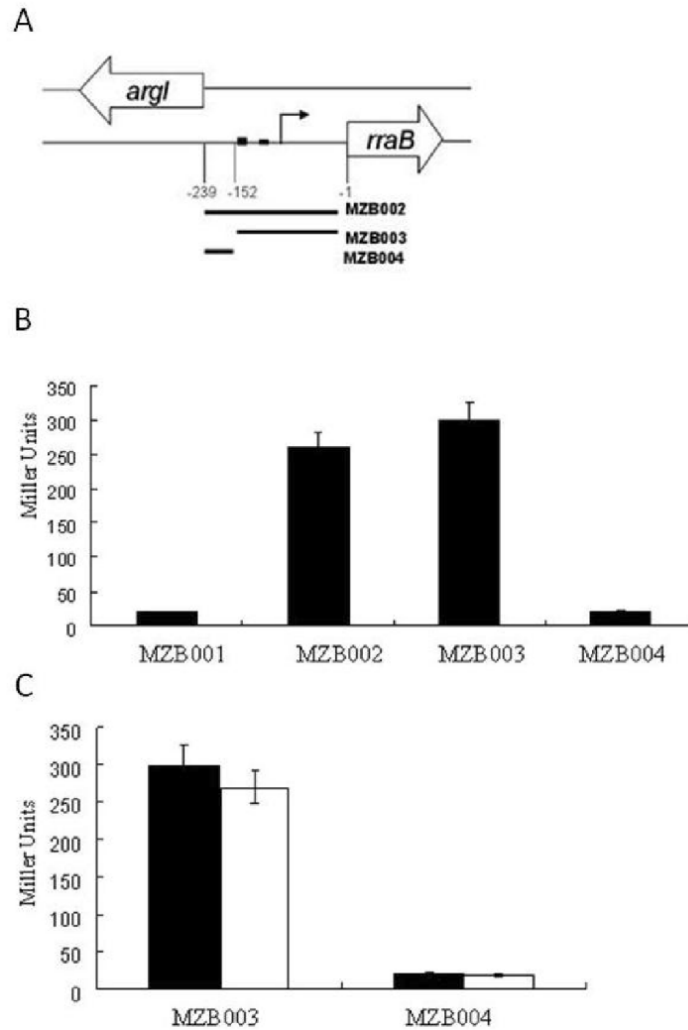 A
argI
rraB
-239 -152 -1
MZB002
MZB003
MZB004
B
Miller Units
350
300
250
200
150
100
50
0
MZB001 MZB002 MZB003 MZB004
C
Miller Units
350
300
250
200
150
100
50
0
MZB003 MZB004